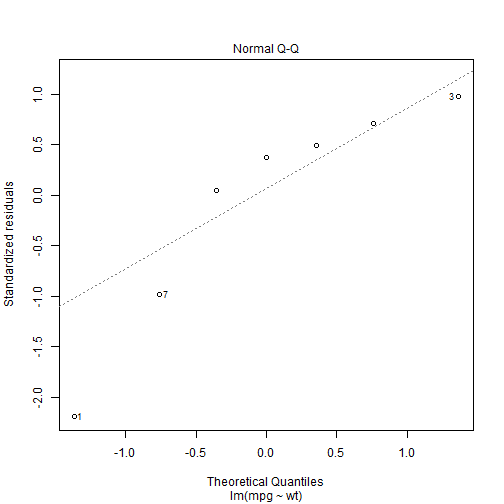 Normal Q-Q
Standardized residuals
1.0
0.5
0.0
-0.5
-1.0
-1.5
-2.0
3
7
1
-1.0 -0.5 0.0 0.5 1.0
Theoretical Quantiles
lm(mpg ~ wt)